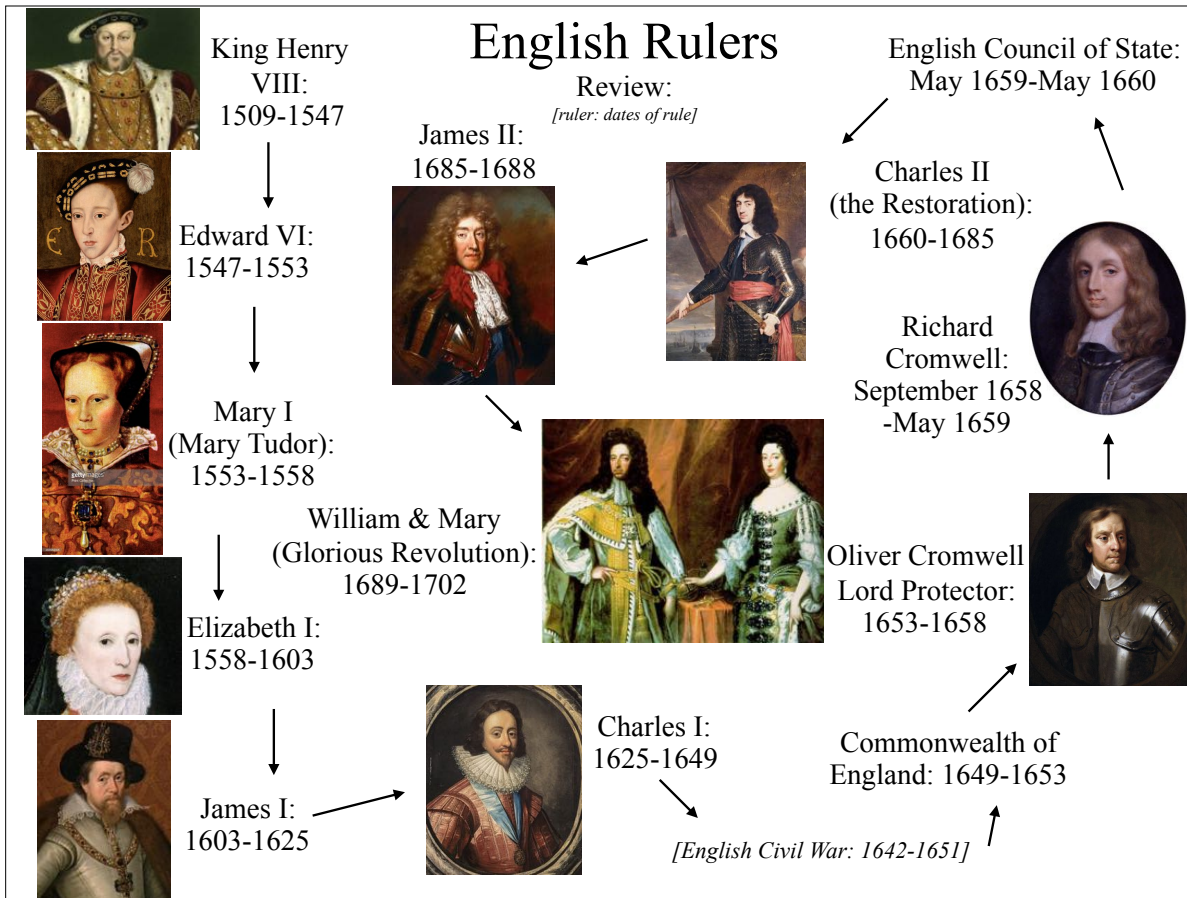 English Rulers
Review:
[ruler: dates of rule]
King Henry
VIII:
1509-1547
E R
Edward VI:
1547-1553
Mary I
(Mary Tudor):
1553-1558
gettyimages
Elizabeth I:
1558-1603
James I:
1603-1625
Charles I:
1625-1649
[English Civil War: 1642-1651]
Commonwealth of
England: 1649-1653
Oliver Cromwell
Lord Protector:
1653-1658
Richard
Cromwell:
September 1658
-May 1659
English Council of State:
May 1659-May 1660
Charles II
(the Restoration):
1660-1685
James II:
1685-1688
William & Mary
(Glorious Revolution):
1689-1702